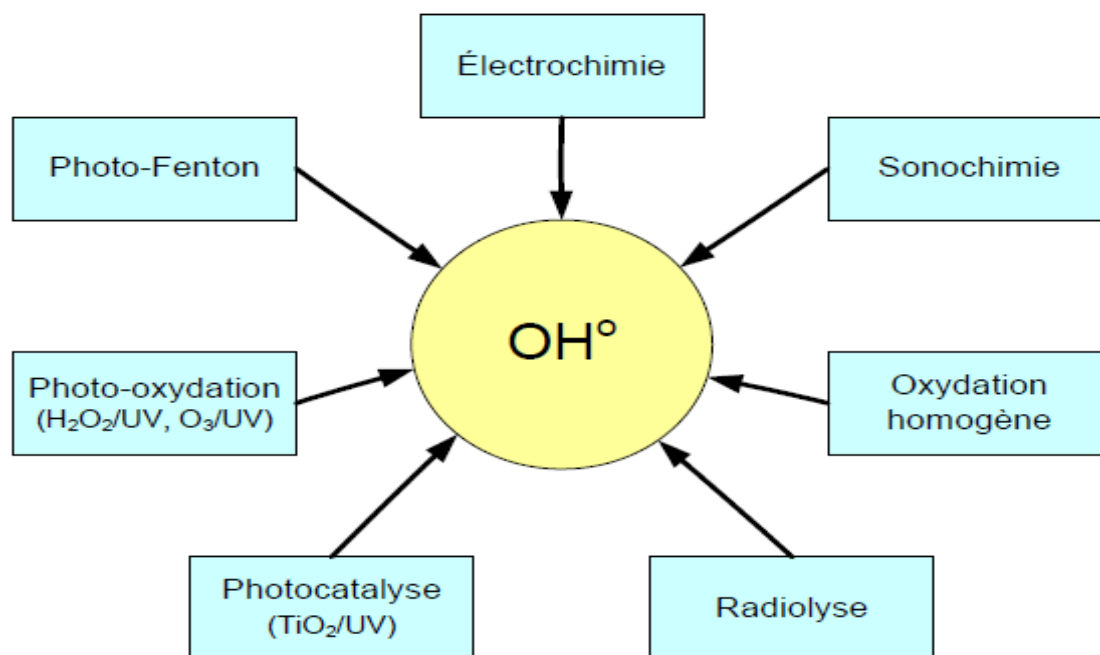 Électrochimie
Photo-Fenton
Sonochimie
OH°
Photo-oxydation
(H₂O₂/UV, O₃/UV)
Oxydation
homogène
Photocatalyse
(TiO₂/UV)
Radiolyse